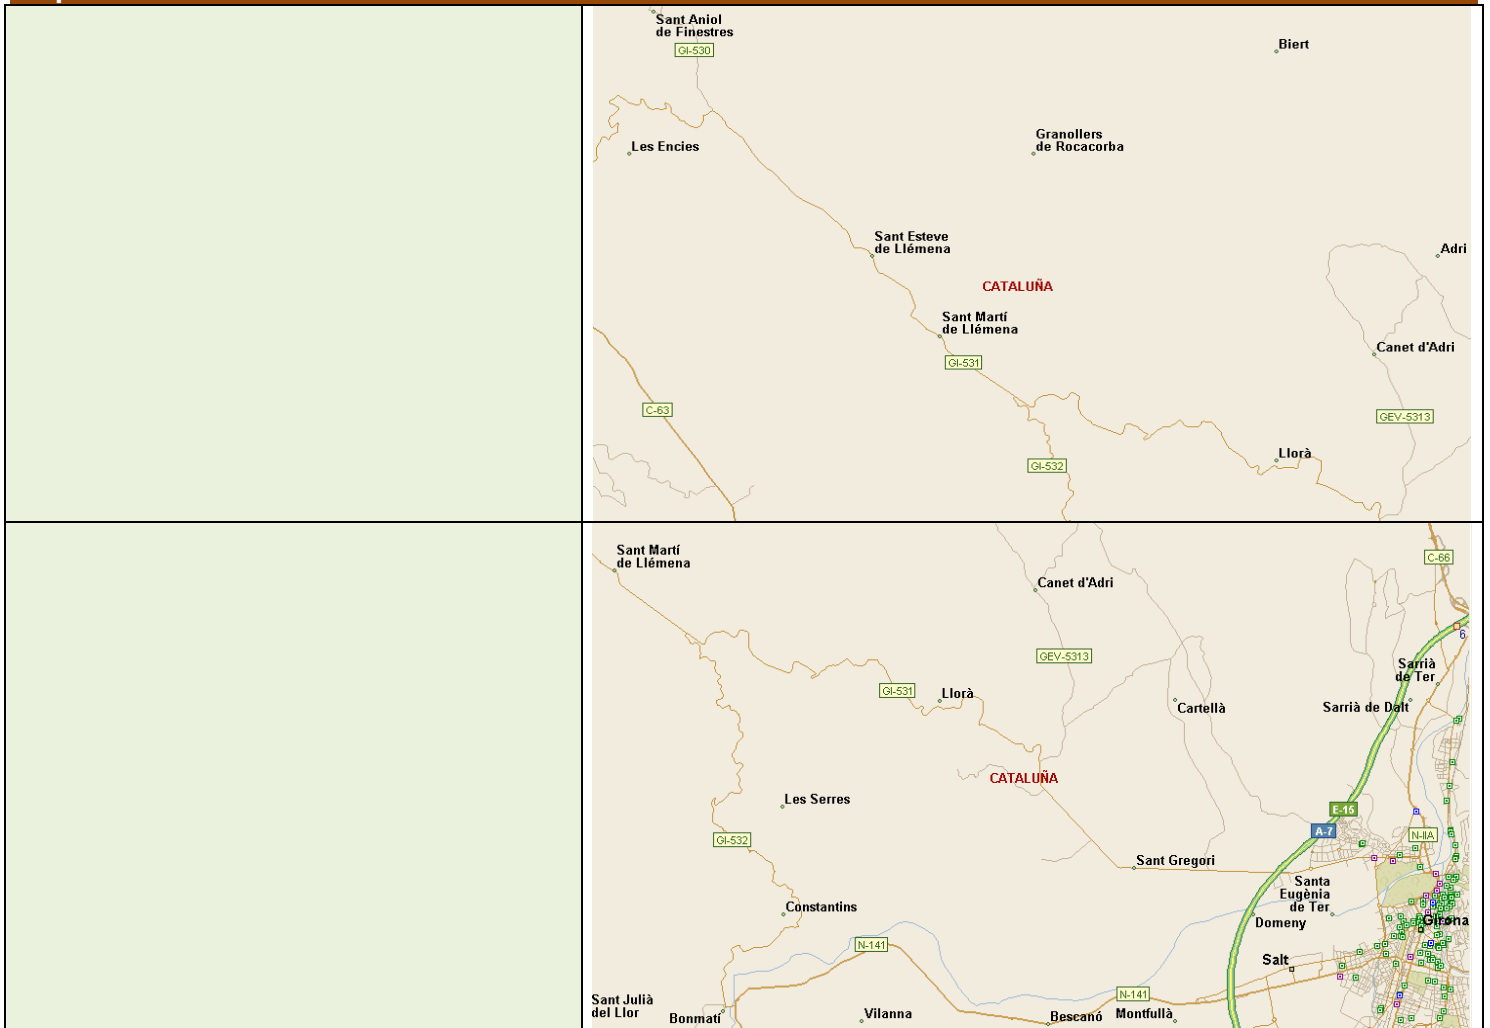 Sant Aniol
de Finestres
GI-530
Biert
Les Encies
Granollers
de Rocacorba
Sant Esteve
de Llémena
Adri
CATALUÑA
Sant Martí
de Llémena
Canet d'Adri
GI-531
C-63
GEV-5313
Llorà
GI-532
Sant Martí
de Llémena
C-66
Canet d'Adri
6
GEV-5313
Sarrià
de Ter
GI-531
Llorà
Cartellà
Sarrià de Dalt
CATALUÑA
Les Serres
E-15
A-7
N-IIA
GI-532
Sant Gregori
Santa
Eugènia
de Ter
Constantins
Domeny
Girona
N-141
Salt
N-141
Sant Julià
del Llor
Bonmatí
Vilanna
Bescanó
Montfullà